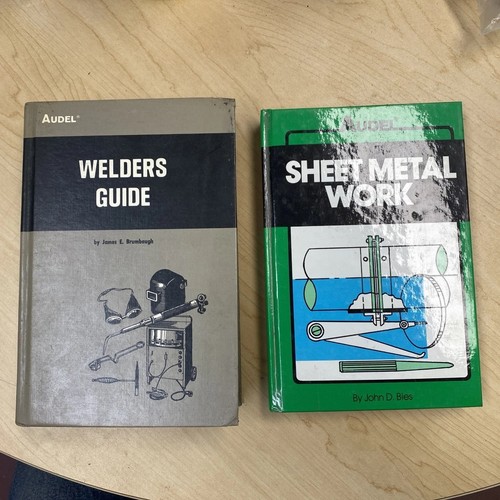 AUDEL®
WELDERS
GUIDE
by James E. Brumbaugh
AUDEL
SHEET METAL
WORK
By John D. Bies